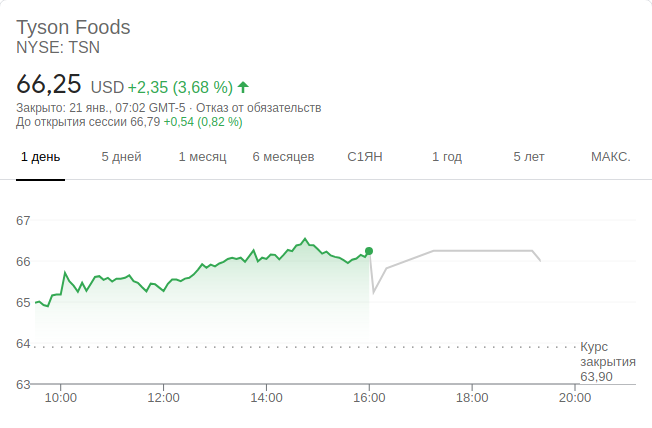 Tyson Foods
NYSE: TSN
66,25 USD +2,35 (3,68 %)
Закрыто: 21 янв., 07:02 GMT-5 · Отказ от обязательств
До открытия сессии 66,79 +0,54 (0,82 %)
1 день 5 дней 1 месяц 6 месяцев С1ЯН 1 год 5 лет МАКС.
67
66
65
64
Курс
закрытия
63,90
63
10:00 12:00 14:00 16:00 18:00 20:00